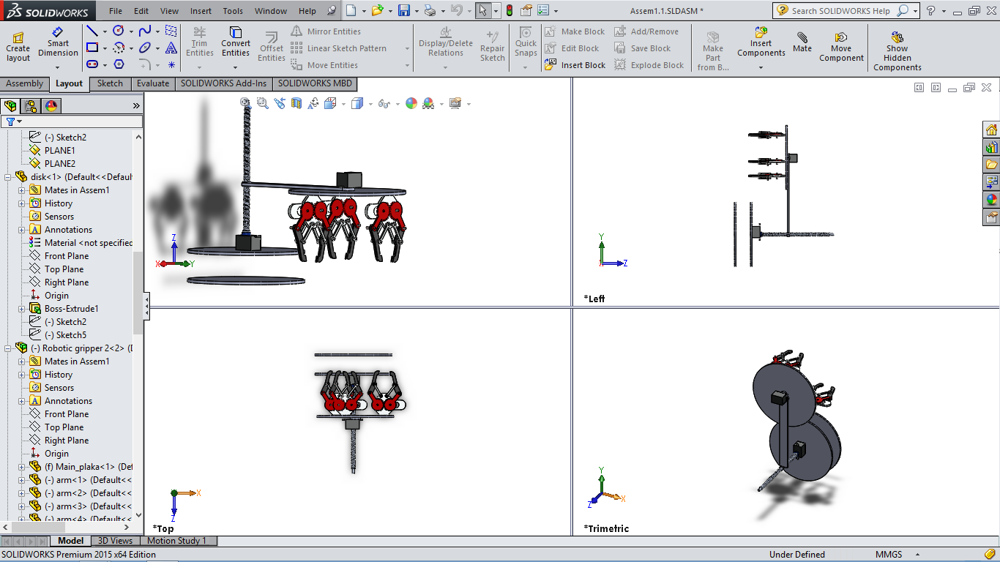 SOLIDWORKS File Edit View Insert Tools Window Help Assem1.1.SLDASM * Search SOLIDWORKS Help
Create layout
Smart Dimension
Trim Entities
Convert Entities
Offset Entities
Mirror Entities
Linear Sketch Pattern
Move Entities
Display/Delete Relations
Repair Sketch
Quick Snaps
Make Block
Edit Block
Insert Block
Add/Remove
Save Block
Explode Block
Make Part from B...
Insert Components
Mate
Move Component
Show Hidden Components
Assembly Layout Sketch Evaluate SOLIDWORKS Add-Ins SOLIDWORKS MBD
(-) Sketch2
PLANE1
PLANE2
disk<1> (Default<<Defaul
Mates in Assem1
History
Sensors
Annotations
Material <not specified
Front Plane
Top Plane
Right Plane
Origin
Boss-Extrude1
(-) Sketch2
(-) Sketch5
(-) Robotic gripper 2<2> (D
Mates in Assem1
History
Sensors
Annotations
Front Plane
Top Plane
Right Plane
Origin
(f) Main_plaka<1> (Def
(-) arm<1> (Default<<
(-) arm<2> (Default<<
(-) arm<3> (Default<<
(-) arm<4> (Default<<
Z
X
Y
Y
Z
*Left
X
Z
*Top
Y
X
Z
*Trimetric
Model 3D Views Motion Study 1
SOLIDWORKS Premium 2015 x64 Edition Under Defined MMGS